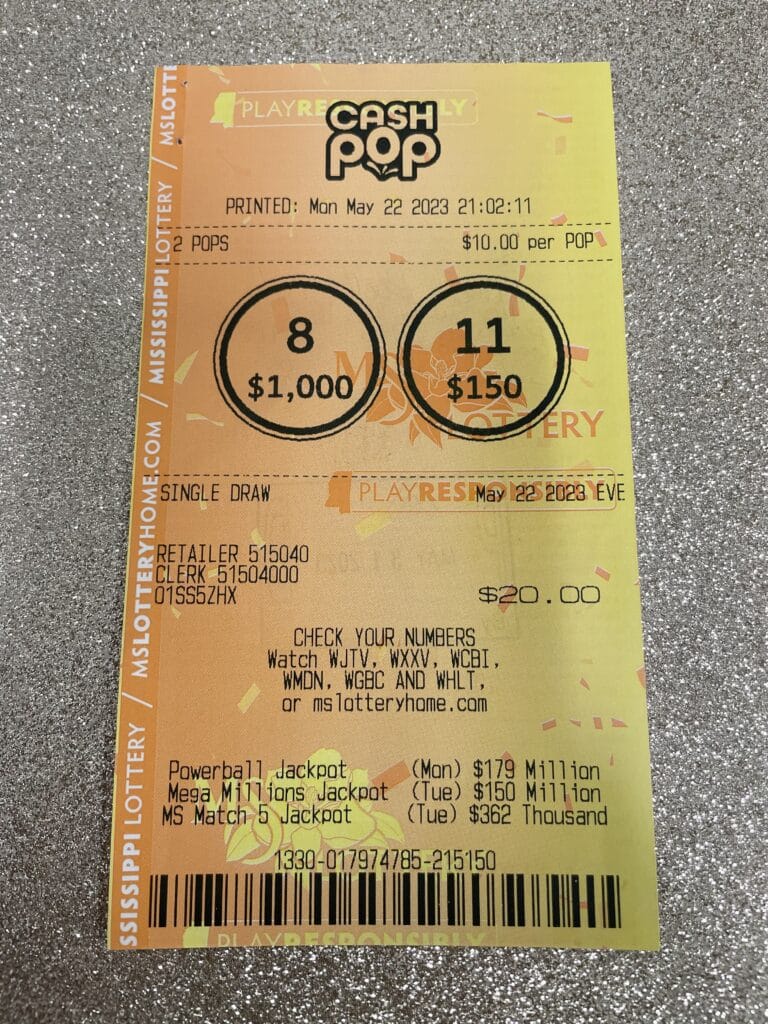 MISSISSIPPI LOTTERY / MSLOTTERYHOME.COM / MISSISSIPPI LOTTERY / MSLOTTE
PLAY RESPONSIBLY
CASH
POP
PRINTED: Mon May 22 2023 21:02:11
2 POPS $10.00 per POP
8 11
$1,000 $150
MS
LOTTERY
SINGLE DRAW May 22 2023 EVE
PLAY RESPONSIBLY
RETAILER 515040
CLERK 51504000
01SS5ZHX $20.00
CHECK YOUR NUMBERS
Watch WJTV, WXXV, WCBI,
WMDN, WGBC AND WHLT,
or mslotteryhome.com
Powerball Jackpot (Mon) $179 Million
Mega Millions Jackpot (Tue) $150 Million
MS Match 5 Jackpot (Tue) $362 Thousand
1330-017974785-215150
PLAY RESPONSIBLY